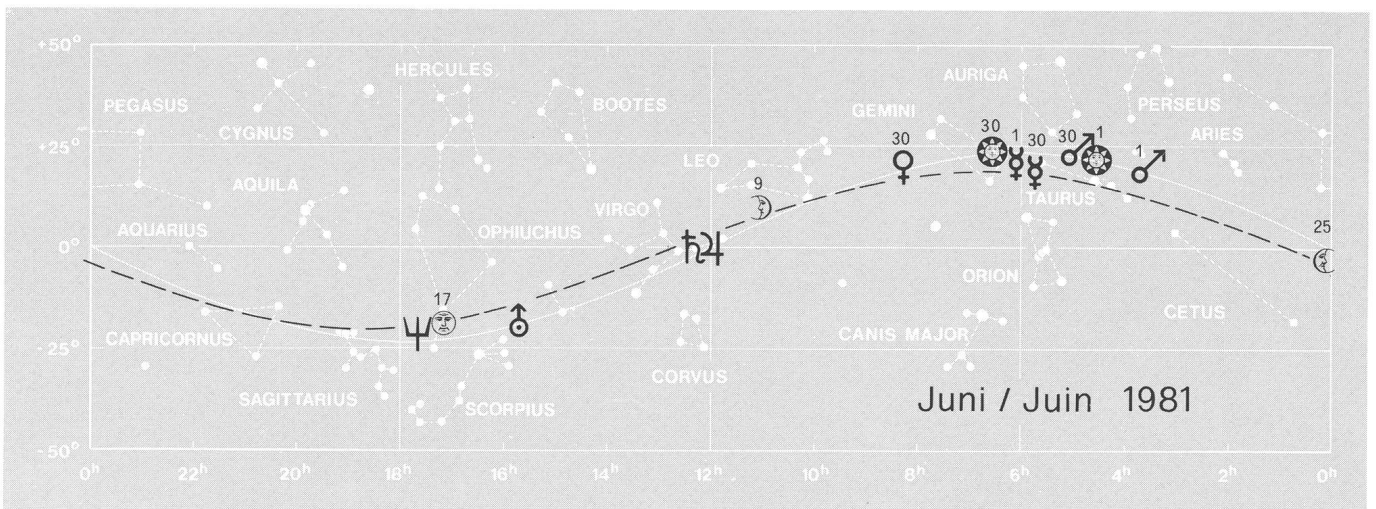 +50°
HERCULES
AURIGA
PEGASUS
BOOTES
GEMINI
PERSEUS
CYGNUS
30
30
1
30
30
1
1
ARIES
+25°
LEO
AQUILA
9
TAURUS
VIRGO
AQUARIUS
OPHIUCHUS
25
0°
ORION
17
CETUS
CAPRICORNUS
CANIS MAJOR
-25°
CORVUS
SAGITTARIUS
SCORPIUS
Juni / Juin 1981
-50°
0h 22h 20h 18h 16h 14h 12h 10h 8h 6h 4h 2h 0h